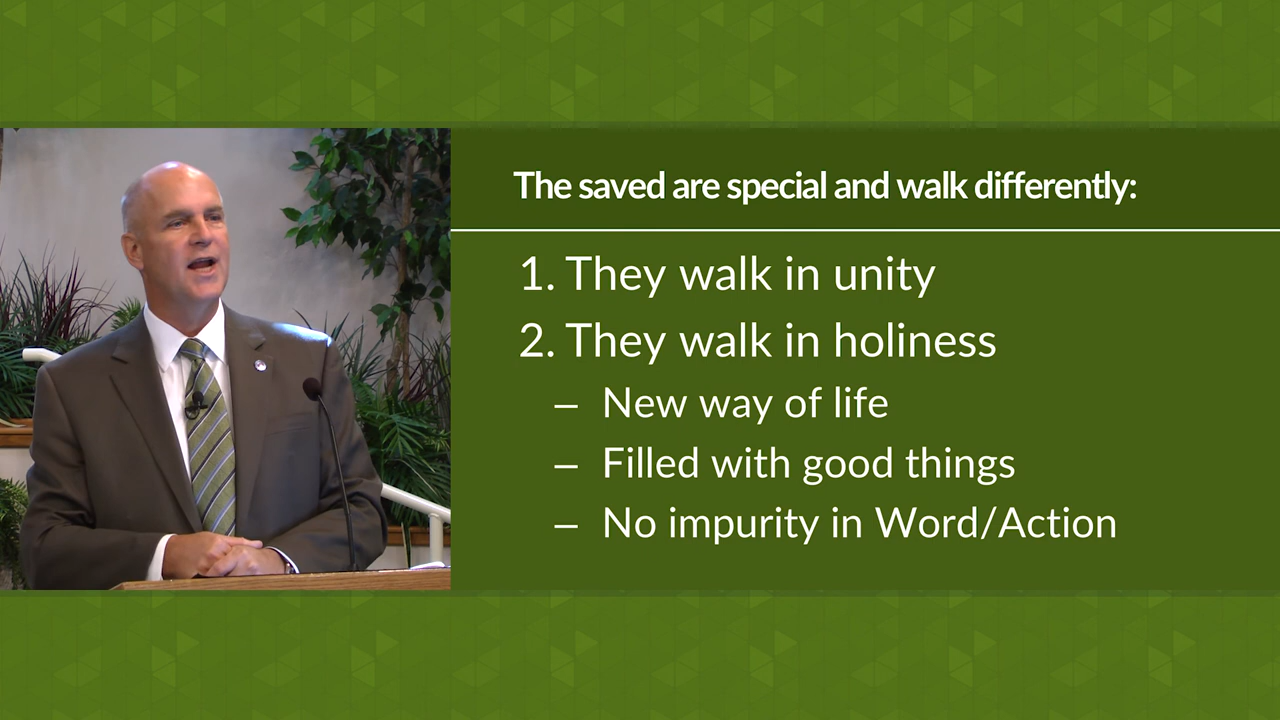 The saved are special and walk differently:
1. They walk in unity
2. They walk in holiness
– New way of life
– Filled with good things
– No impurity in Word/Action